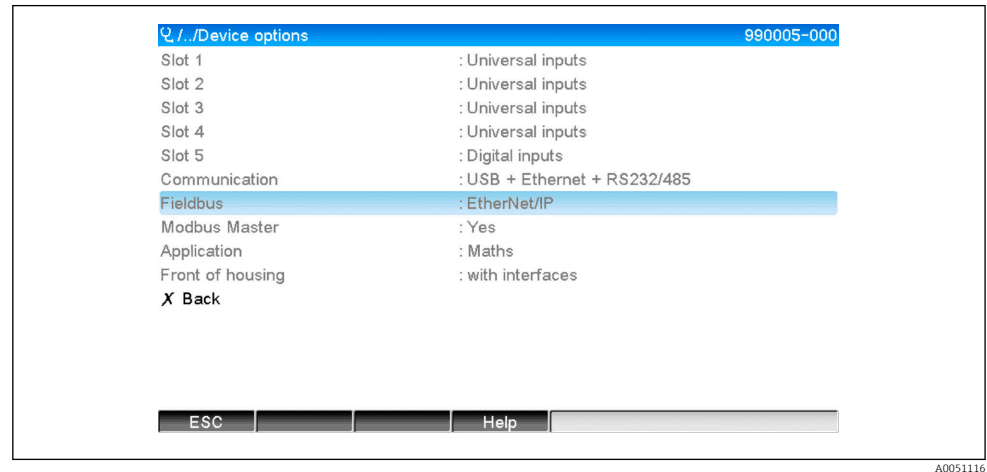 /../Device options 990005-000
Slot 1 : Universal inputs
Slot 2 : Universal inputs
Slot 3 : Universal inputs
Slot 4 : Universal inputs
Slot 5 : Digital inputs
Communication : USB + Ethernet + RS232/485
Fieldbus : EtherNet/IP
Modbus Master : Yes
Application : Maths
Front of housing : with interfaces
X Back
ESC Help
A0051116